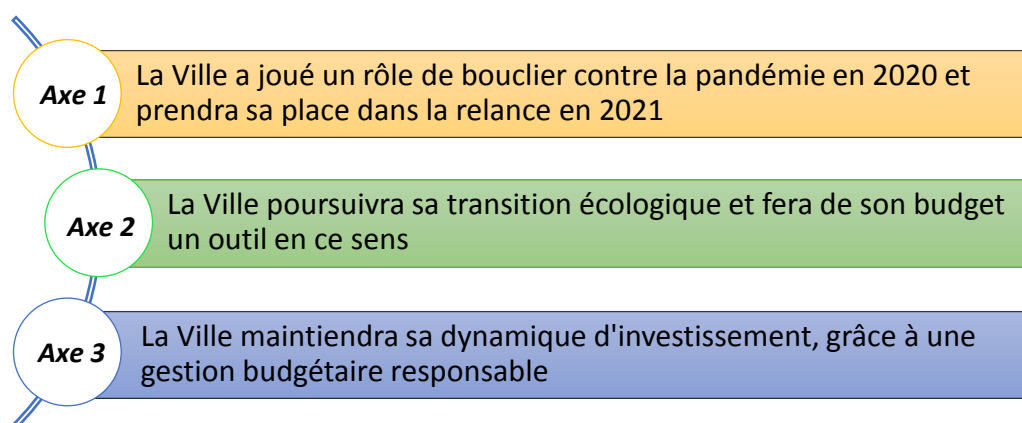 Axe 1
La Ville a joué un rôle de bouclier contre la pandémie en 2020 et
prendra sa place dans la relance en 2021
Axe 2
La Ville poursuivra sa transition écologique et fera de son budget
un outil en ce sens
Axe 3
La Ville maintiendra sa dynamique d'investissement, grâce à une
gestion budgétaire responsable